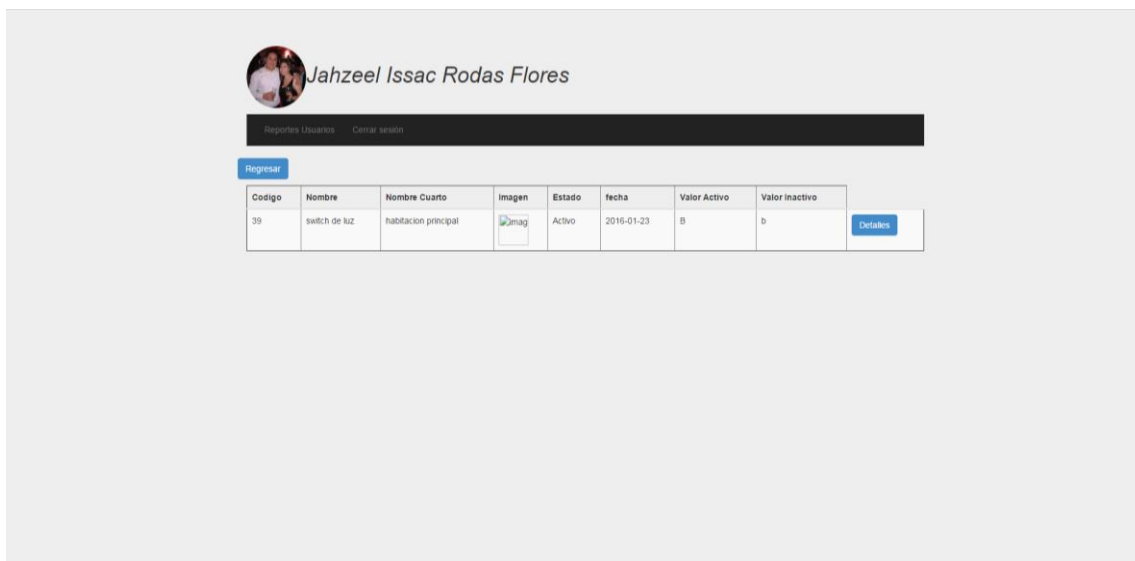 Jahzeel Issac Rodas Flores
Reportes Usuarios Cerrar sesión
Regresar
Codigo Nombre Nombre Cuarto Imagen Estado fecha Valor Activo Valor Inactivo
39 switch de luz habitacion principal imag Activo 2016-01-23 B b Detalles